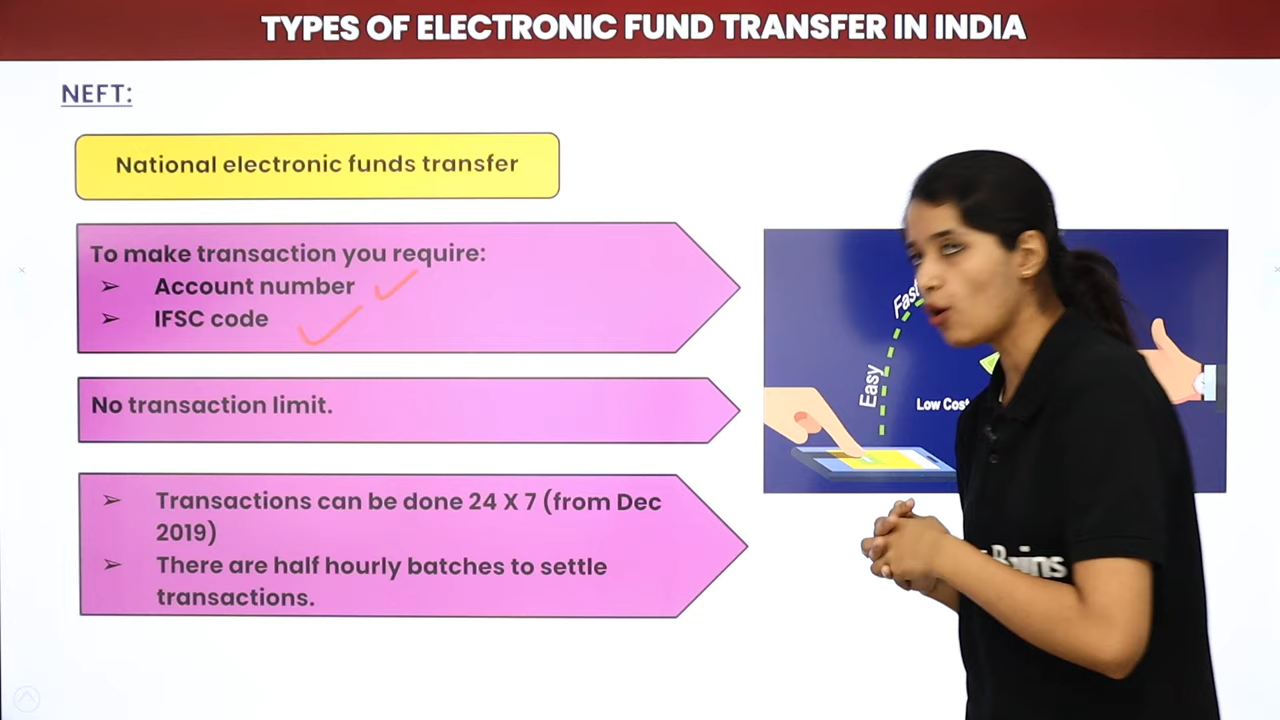 TYPES OF ELECTRONIC FUND TRANSFER IN INDIA
NEFT:
National electronic funds transfer
To make transaction you require:
➢ Account number
➢ IFSC code
No transaction limit.
➢ Transactions can be done 24 X 7 (from Dec
2019)
➢ There are half hourly batches to settle
transactions.
Fast
Easy
Low Cost